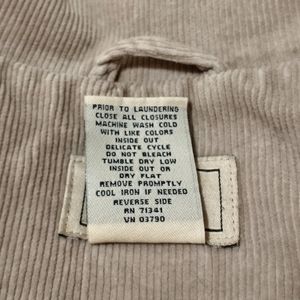 PRIOR TO LAUNDERING
CLOSE ALL CLOSURES
MACHINE WASH COLD
WITH LIKE COLORS
INSIDE OUT
DELICATE CYCLE
DO NOT BLEACH
TUMBLE DRY LOW
INSIDE OUT OR
DRY FLAT
REMOVE PROMPTLY
COOL IRON IF NEEDED
REVERSE SIDE
RN 71341
VN 03790